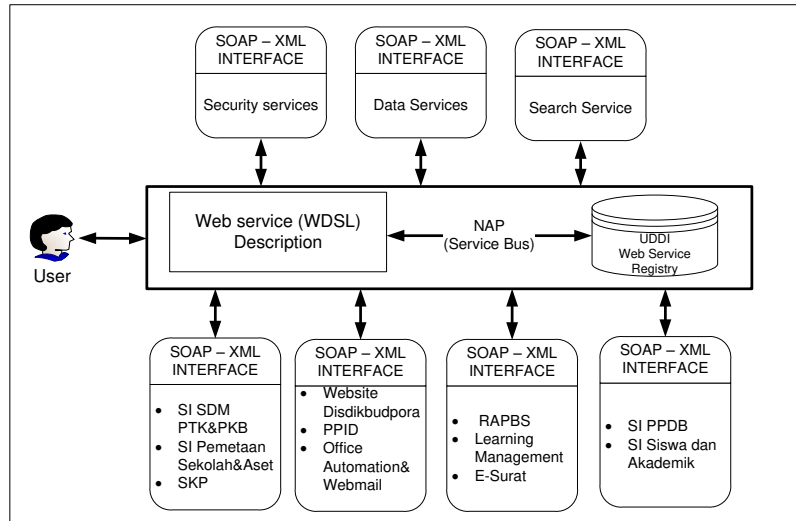 SOAP – XML
INTERFACE
Security services
SOAP – XML
INTERFACE
Data Services
SOAP – XML
INTERFACE
Search Service
User
Web service (WDSL)
Description
NAP
(Service Bus)
UDDI
Web Service
Registry
SOAP – XML
INTERFACE
• SI SDM
PTK&PKB
• SI Pemetaan
Sekolah&Aset
• SKP
SOAP – XML
INTERFACE
• Website
Disdikbudpora
• PPID
• Office
Automation&
Webmail
SOAP – XML
INTERFACE
• RAPBS
• Learning
Management
• E-Surat
SOAP – XML
INTERFACE
• SI PPDB
• SI Siswa dan
Akademik